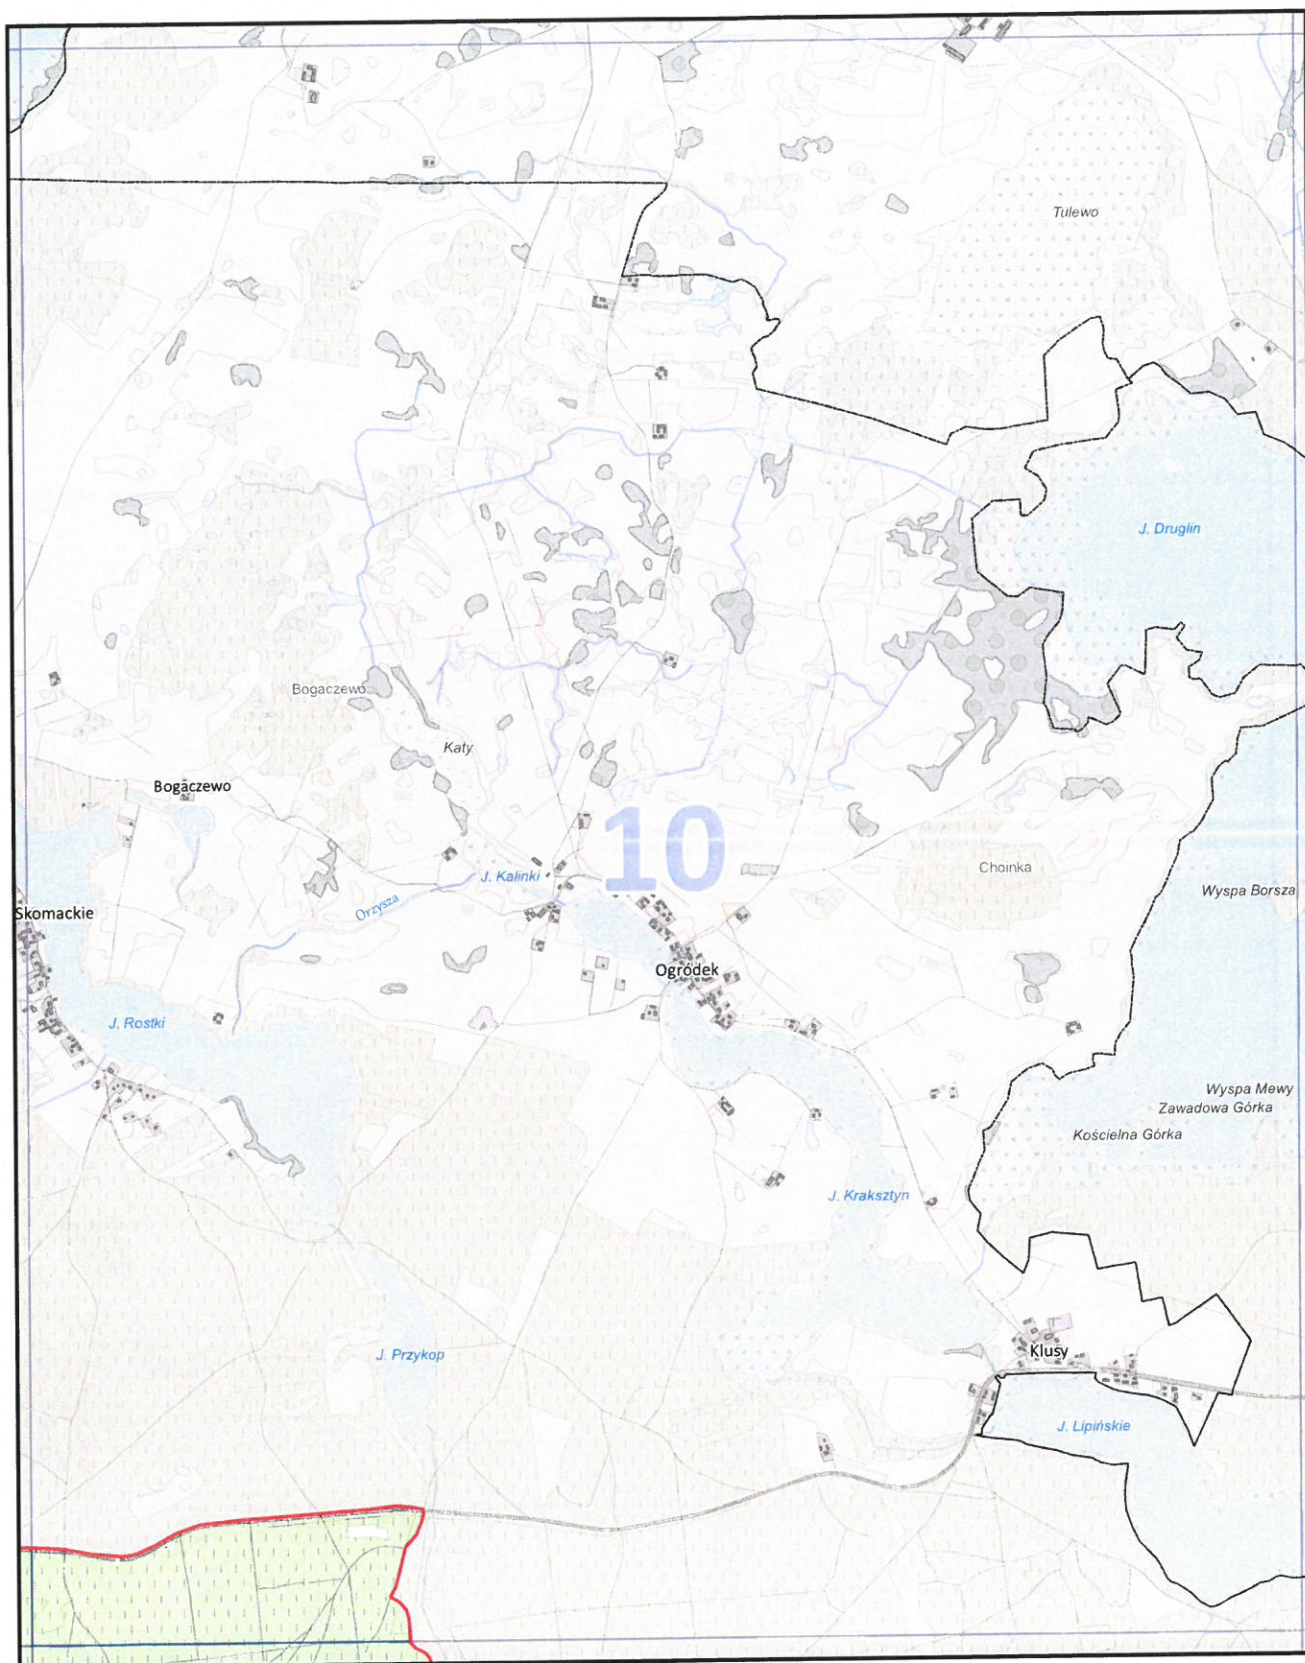 Tulewo
J. Druglin
Bogaczewo
Katy
Bogaczewo
10
Choinka
J. Kalinki
Wyspa Borsza
Orzysza
Skomackie
Ogródek
J. Rostki
Wyspa Mewy
Zawadowa Górka
Kościelna Górka
J. Kraksztyn
Klusy
J. Przykop
J. Lipińskie